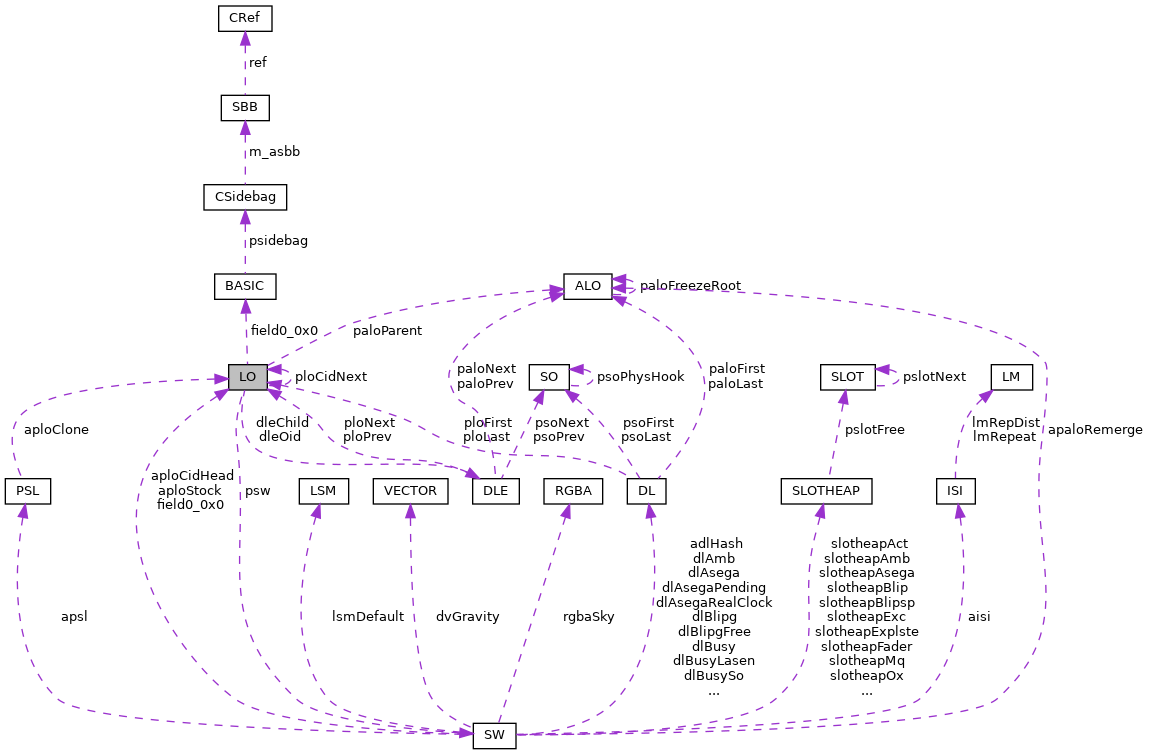 CRef
ref
SBB
m_asbb
CSidebag
psidebag
BASIC
ALO
paloFreezeRoot
field0_0x0
paloParent
LO
ploCidNext
paloNext
paloPrev
SO
psoPhysHook
paloFirst
paloLast
SLOT
pslotNext
LM
aploClone
dleChild
dleOid
ploNext
ploPrev
ploFirst
ploLast
psoNext
psoPrev
psoFirst
psoLast
pslotFree
lmRepDist
lmRepeat
apaloRemerge
PSL
aploCidHead
aploStock
field0_0x0
psw
LSM
VECTOR
DLE
RGBA
DL
SLOTHEAP
ISI
apsl
lsmDefault
dvGravity
rgbaSky
adlHash
dlAmb
dlAsega
dlAsegaPending
dlAsegaRealClock
dlBlipg
dlBlipgFree
dlBusy
dlBusyLasen
dlBusySo
...
slotheapAct
slotheapAmb
slotheapAsega
slotheapBlip
slotheapBlipsp
slotheapExc
slotheapExplste
slotheapFader
slotheapMq
slotheapOx
...
aisi
SW